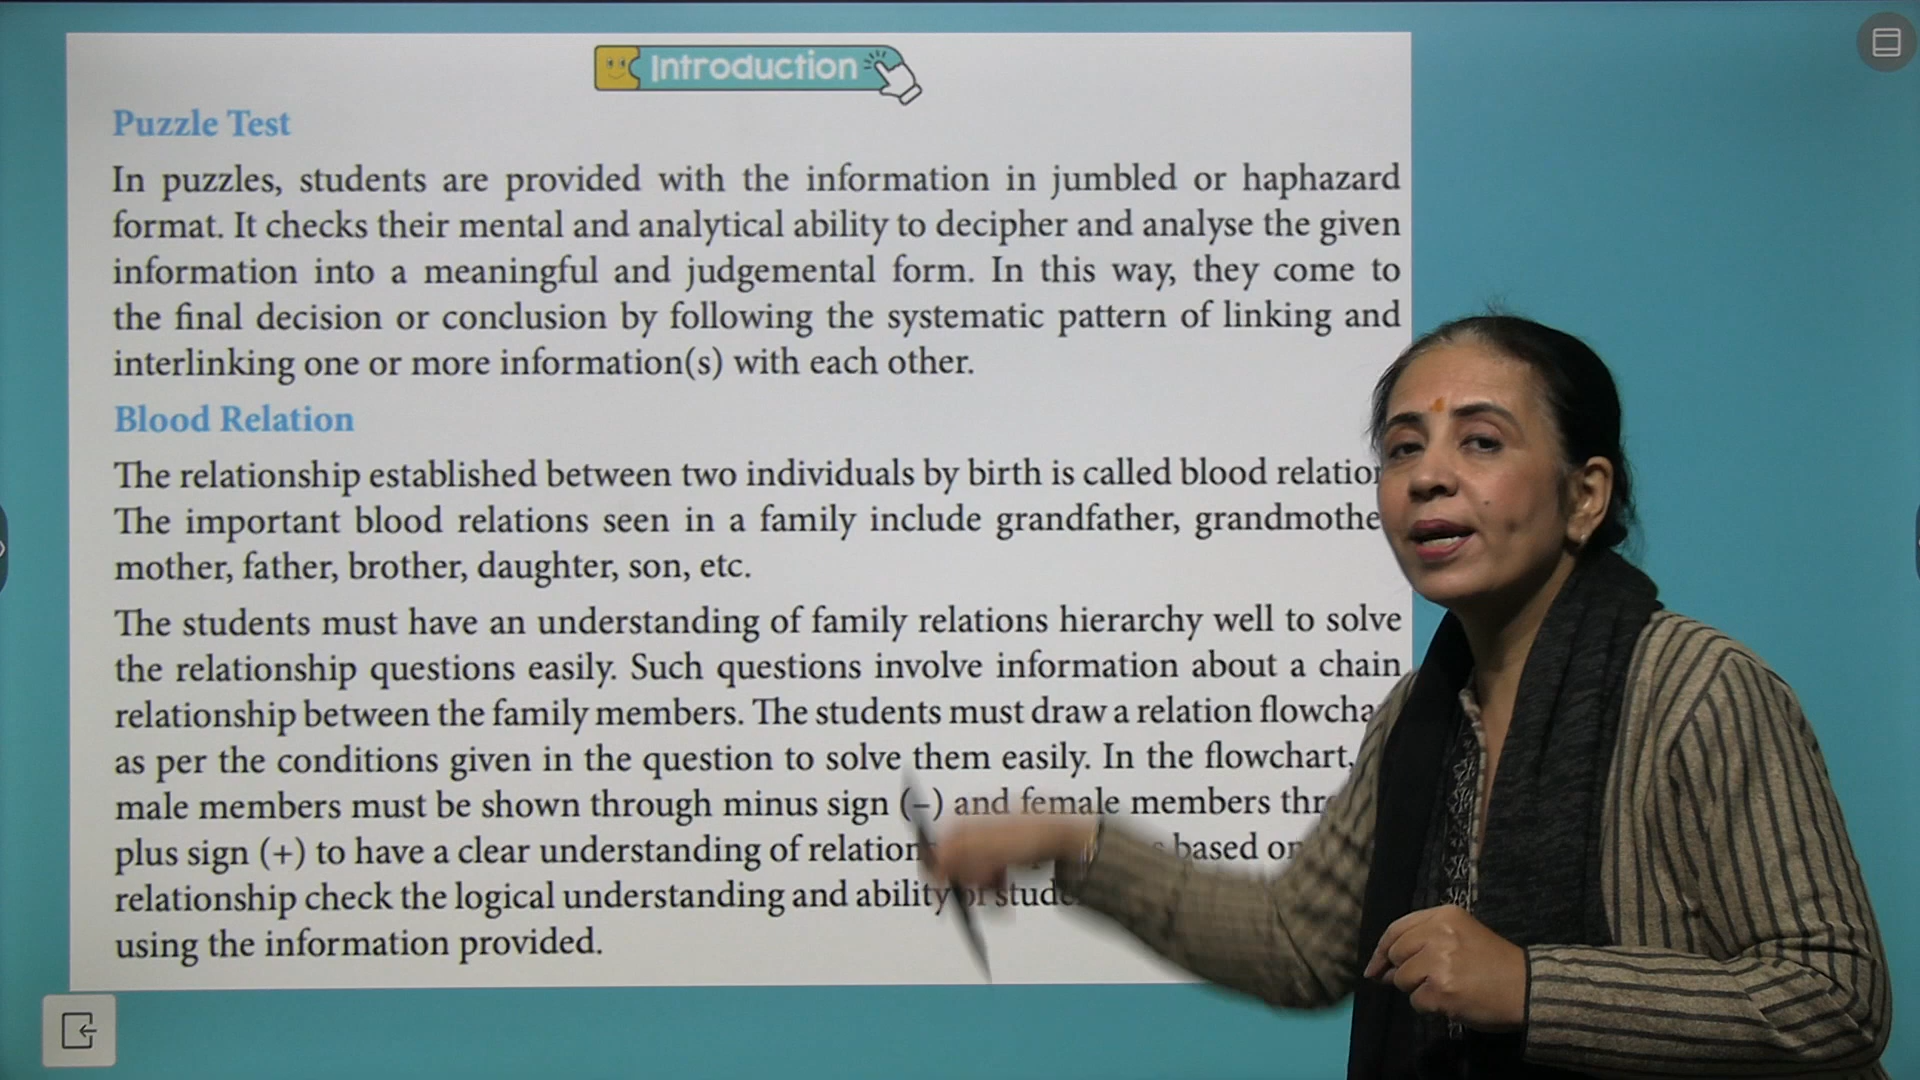 Introduction
Puzzle Test
In puzzles, students are provided with the information in jumbled or haphazard
format. It checks their mental and analytical ability to decipher and analyse the given
information into a meaningful and judgemental form. In this way, they come to
the final decision or conclusion by following the systematic pattern of linking and
interlinking one or more information(s) with each other.
Blood Relation
The relationship established between two individuals by birth is called blood
The important blood relations seen in a family include grandfather,
mother, father, brother, daughter, son, etc.
The students must have an understanding of family relations hierarchy well to solve
the relationship questions easily. Such questions involve information about a chain
relationship between the family members. The students must draw a relation
as per the conditions given in the question to solve them easily. In the flowchart,
male members must be shown through minus sign (–) and female members
plus sign (+) to have a clear understanding of based
relationship check the logical understanding and ability
using the information provided.